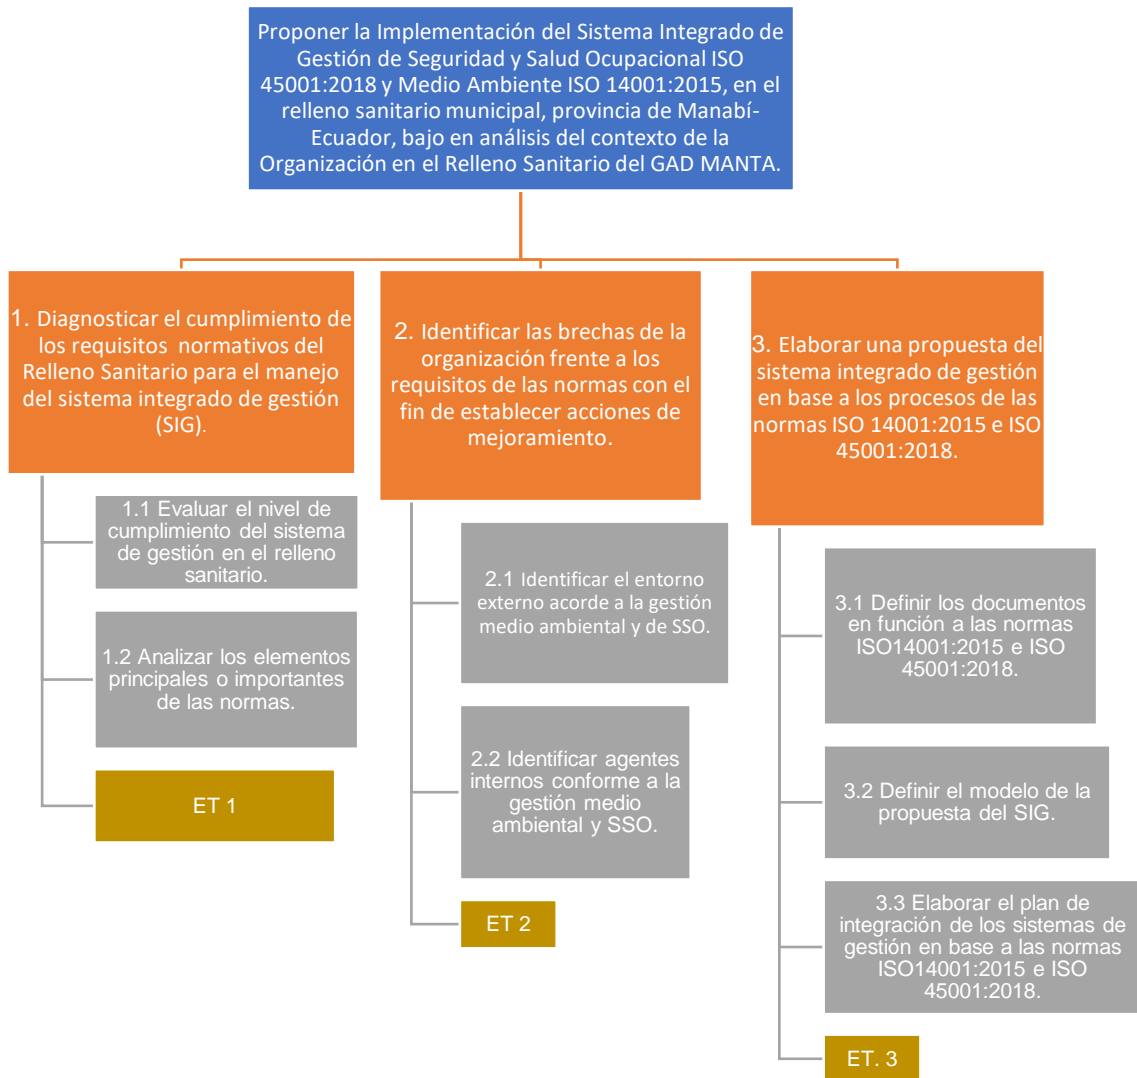 Proponer la Implementación del Sistema Integrado de
Gestión de Seguridad y Salud Ocupacional ISO
45001:2018 y Medio Ambiente ISO 14001:2015, en el
relleno sanitario municipal, provincia de Manabí-
Ecuador, bajo en análisis del contexto de la
Organización en el Relleno Sanitario del GAD MANTA.
1. Diagnosticar el cumplimiento de
los requisitos normativos del
Relleno Sanitario para el manejo
del sistema integrado de gestión
(SIG).
1.1 Evaluar el nivel de
cumplimiento del sistema
de gestión en el relleno
sanitario.
1.2 Analizar los elementos
principales o importantes
de las normas.
ET 1
2. Identificar las brechas de la
organización frente a los
requisitos de las normas con el
fin de establecer acciones de
mejoramiento.
2.1 Identificar el entorno
externo acorde a la gestión
medio ambiental y de SSO.
2.2 Identificar agentes
internos conforme a la
gestión medio
ambiental y SSO.
ET 2
3. Elaborar una propuesta del
sistema integrado de gestión
en base a los procesos de las
normas ISO 14001:2015 e ISO
45001:2018.
3.1 Definir los documentos
en función a las normas
ISO14001:2015 e ISO
45001:2018.
3.2 Definir el modelo de la
propuesta del SIG.
3.3 Elaborar el plan de
integración de los sistemas de
gestión en base a las normas
ISO14001:2015 e ISO
45001:2018.
ET. 3